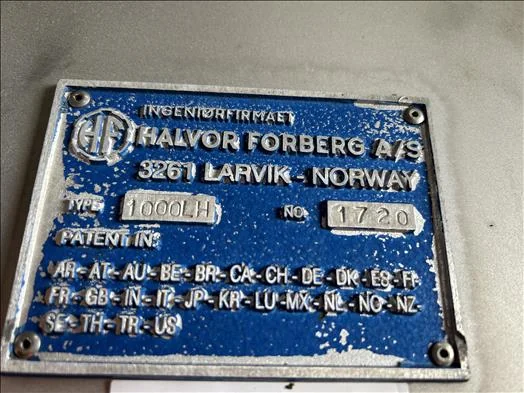 INGENIØRFIRMAET
HF HALVOR FORBERG A/S
3261 LARVIK - NORWAY
TYPE 1000LH NO. 1720
PATENT IN:
AR-AT-AU-BE-BR-CA-CH-DE-DK-ES-FI
FR-GB-IN-IT-JP-KR-LU-MX-NL-NO-NZ
SE-TH-TR-US